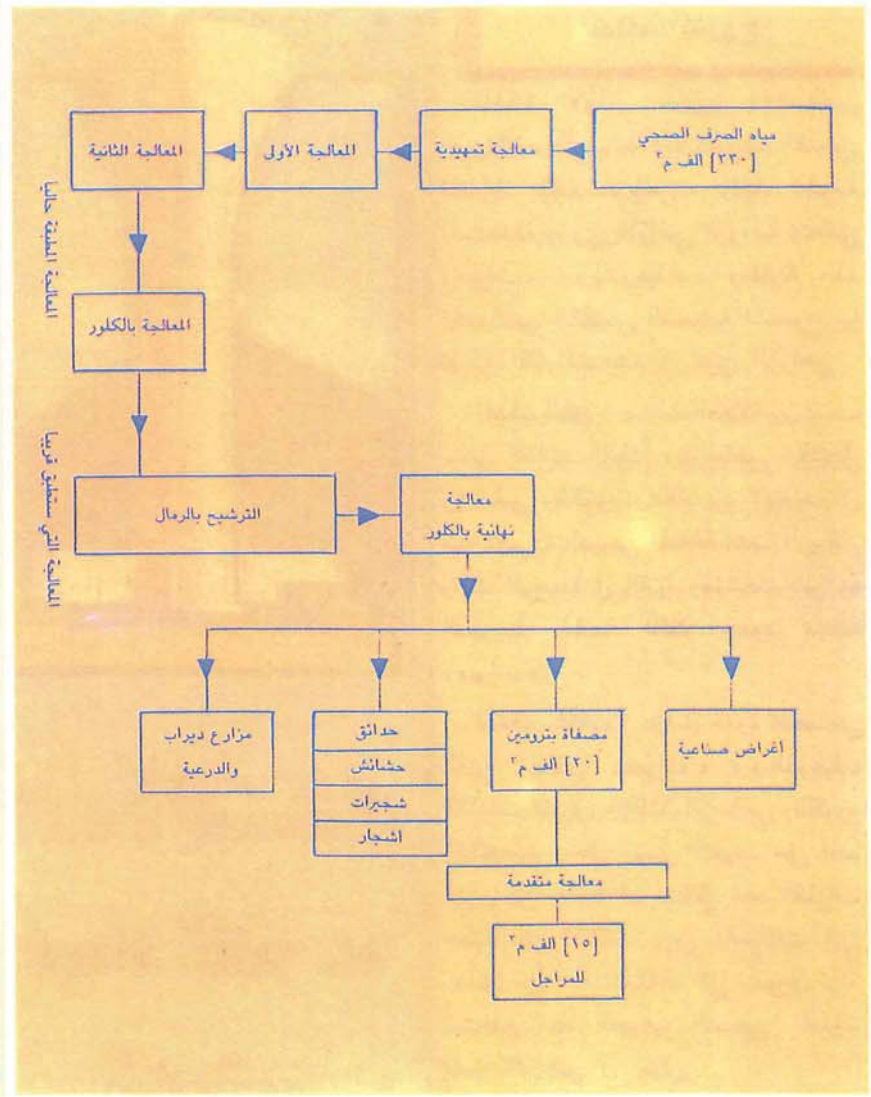 مياه الصرف الصحي
[٢٣٠] الف م٣
معالجة تمهيدية
المعالجة الأولى
المعالجة الثانية
المعالجة المطبقة حاليا
المعالجة بالكلور
المعالجة التي ستطبق قريبا
الترشيح بالرمال
معالجة
نهائية بالكلور
أغراض صناعية
مصفاة بترومين
[٢٠] الف م٣
حدائق
حشائش
شجيرات
اشجار
مزارع ديراب
والدرعية
معالجة متقدمة
[١٥] الف م٣
للمراجل